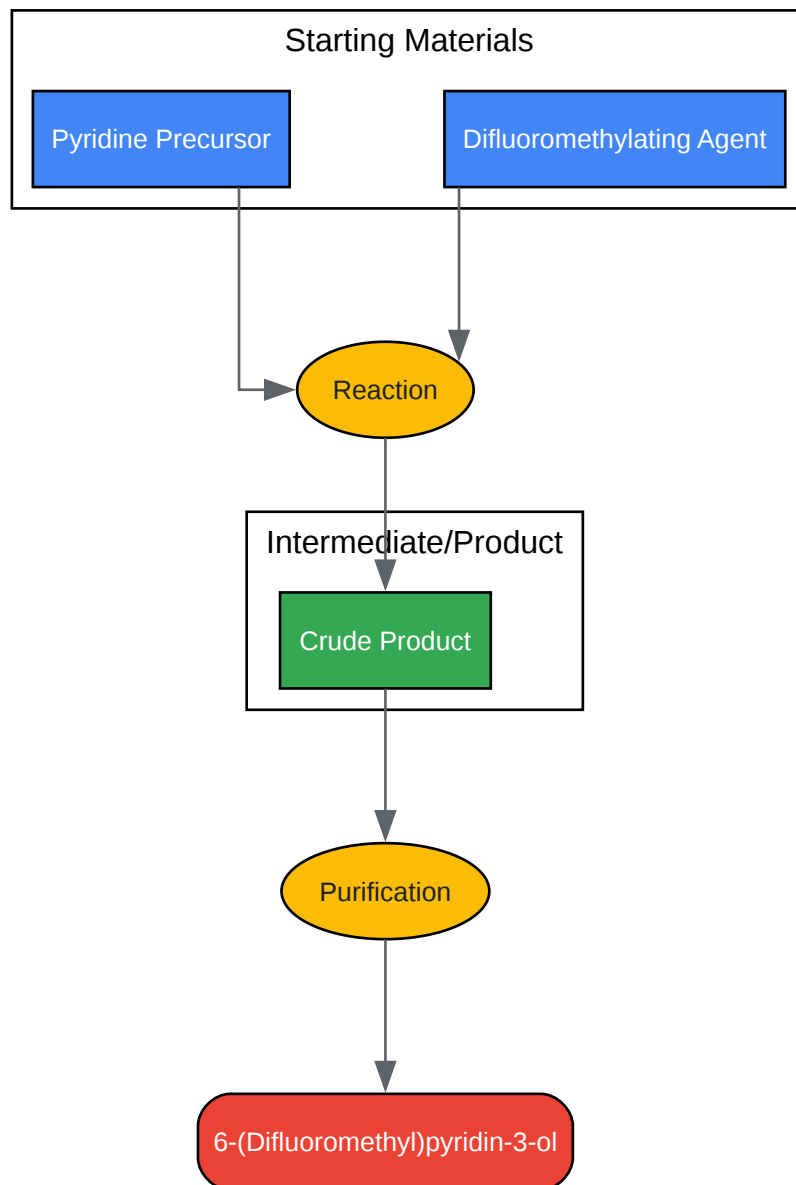 Starting Materials
Pyridine Precursor
Difluoromethylating Agent
Reaction
Intermediate/Product
Crude Product
Purification
6-(Difluoromethyl)pyridin-3-ol